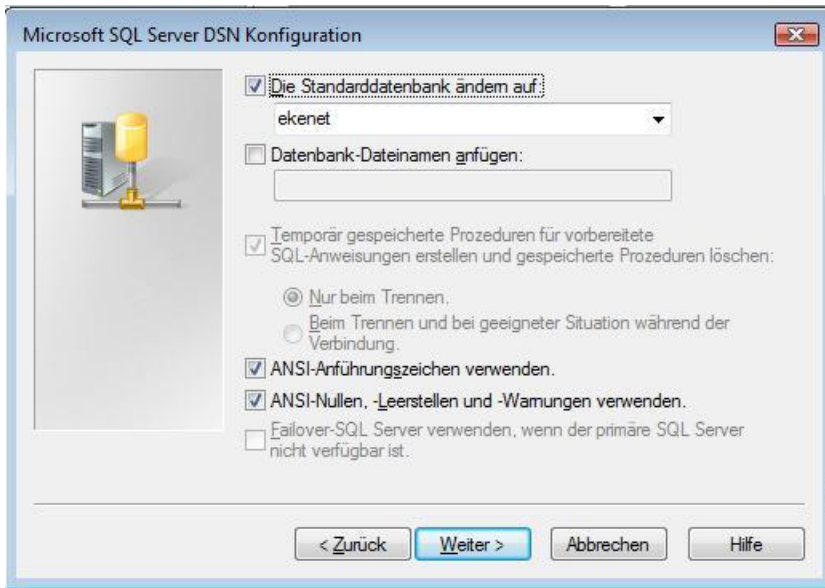 Microsoft SQL Server DSN Konfiguration
Die Standarddatenbank ändern auf:
ekenet
Datenbank-Dateinamen anfügen:
Temporär gespeicherte Prozeduren für vorbereitete
SQL-Anweisungen erstellen und gespeicherte Prozeduren löschen:
Nur beim Trennen.
Beim Trennen und bei geeigneter Situation während der
Verbindung.
ANSI-Anführungszeichen verwenden.
ANSI-Nullen, -Leerstellen und -Warnungen verwenden.
Failover-SQL Server verwenden, wenn der primäre SQL Server
nicht verfügbar ist.
< Zurück Weiter > Abbrechen Hilfe